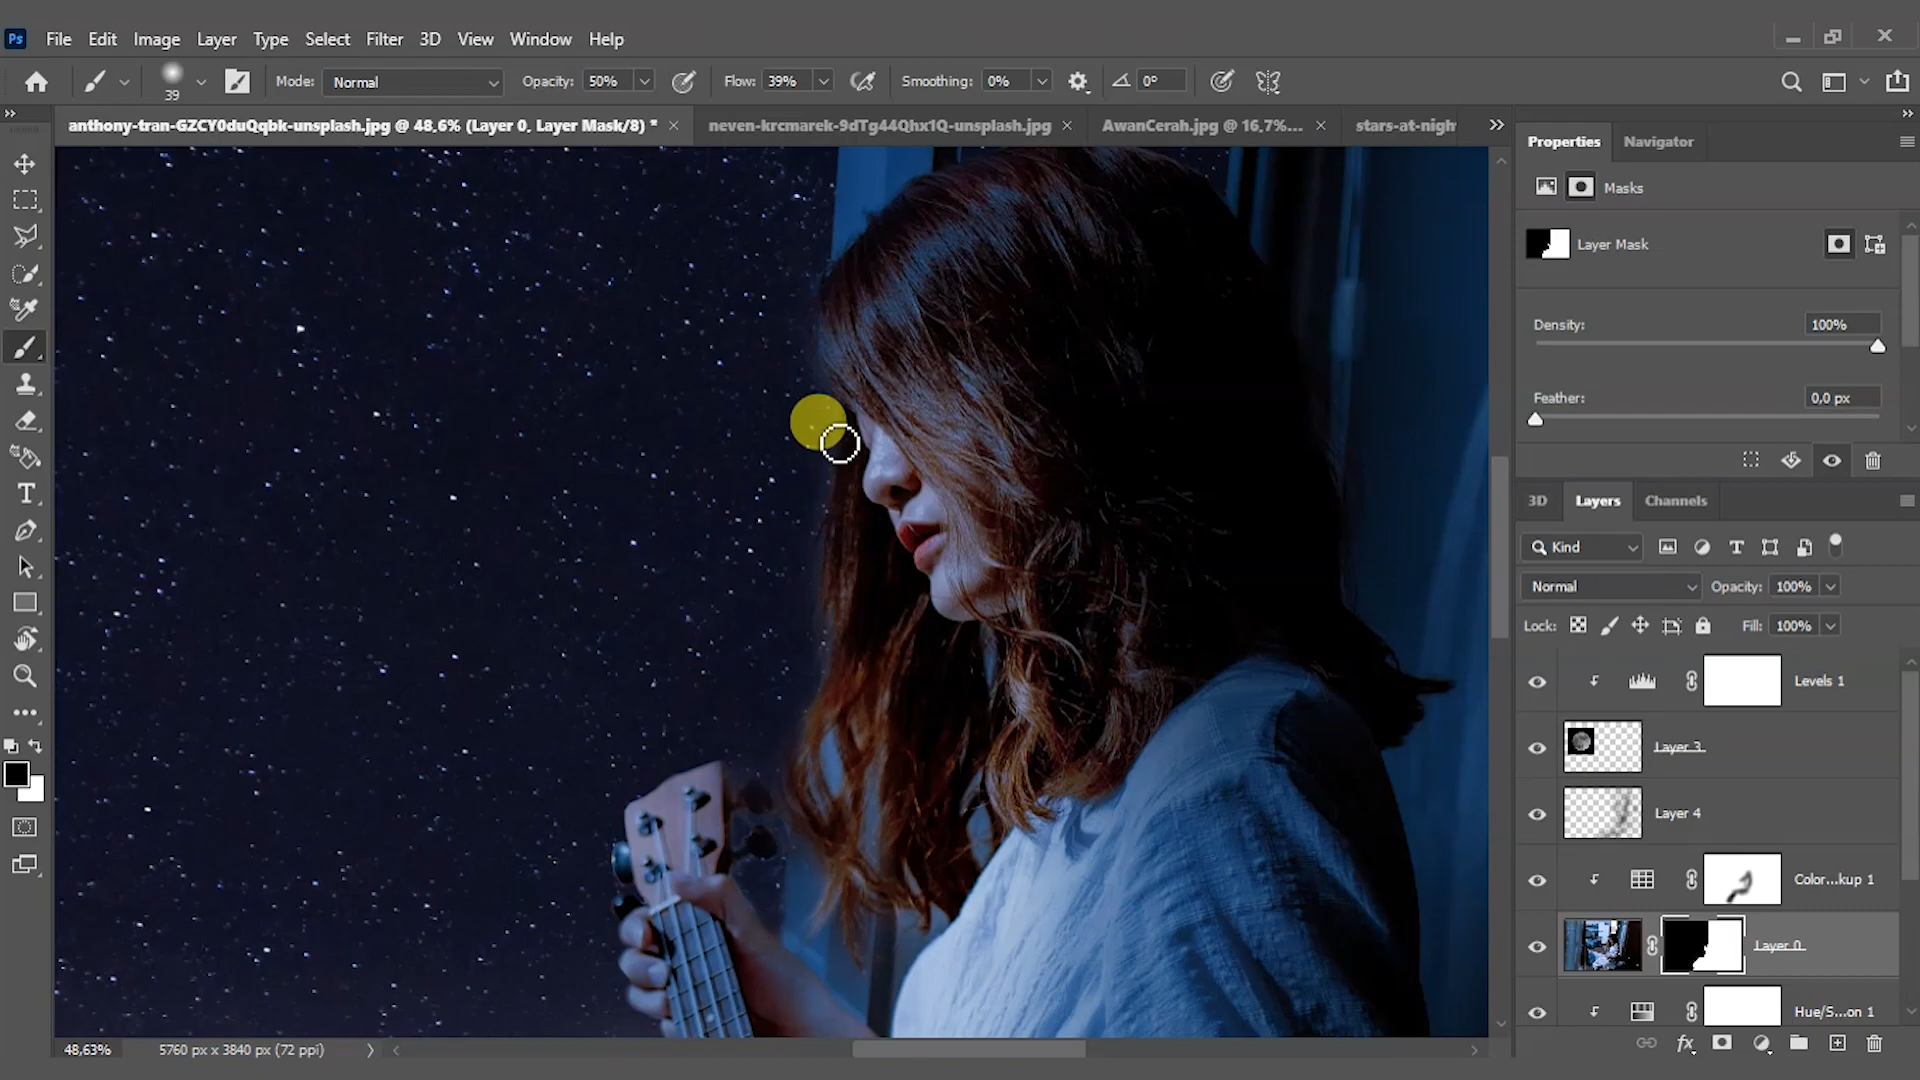 Ps File Edit Image Layer Type Select Filter 3D View Window Help
39 Mode: Normal Opacity: 50% Flow: 39% Smoothing: 0% 0°
anthony-tran-GZCY0duQqbk-unsplash.jpg @ 48,6% (Layer 0, Layer Mask/8) * neven-krcmarek-9dTg44Qhx1Q-unsplash.jpg AwanCerah.jpg @ 16,7%... stars-at-nigh
Properties Navigator
Masks
Layer Mask
Density: 100%
Feather: 0,0 px
3D Layers Channels
Kind
Normal Opacity: 100%
Lock: Fill: 100%
Levels 1
Layer 3
Layer 4
Color...kup 1
Layer 0
Hue/S...on 1
48,63% 5760 px x 3840 px (72 ppi)